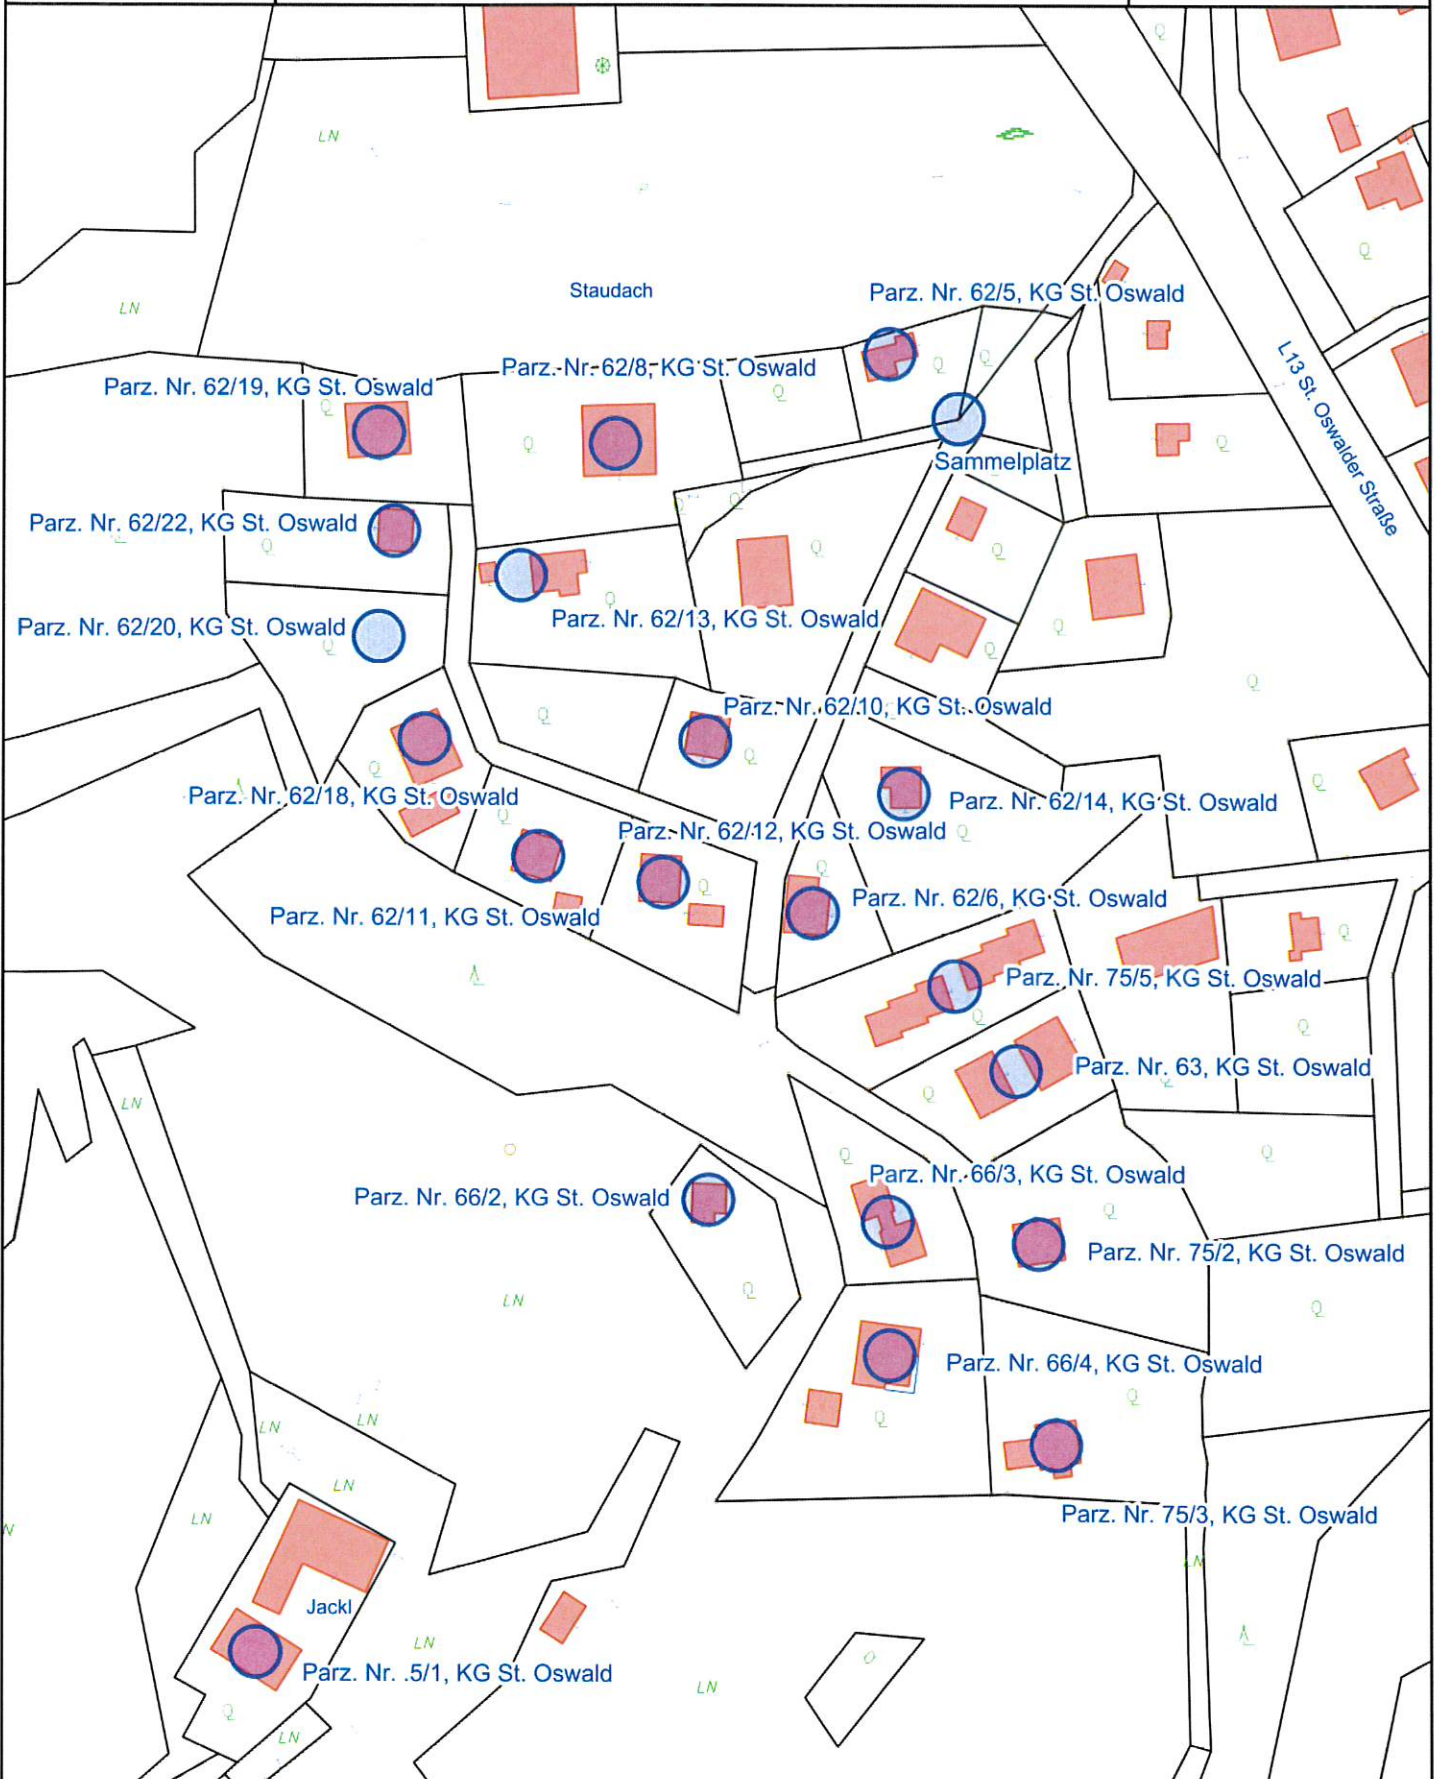 LN
Staudach
LN
Parz. Nr. 62/5, KG St. Oswald
Parz. Nr. 62/8, KG St. Oswald
Parz. Nr. 62/19, KG St. Oswald
L13 St. Oswalder Straße
Sammelplatz
Parz. Nr. 62/22, KG St. Oswald
Parz. Nr. 62/20, KG St. Oswald
Parz. Nr. 62/13, KG St. Oswald
Parz. Nr. 62/10, KG St. Oswald
Parz. Nr. 62/18, KG St. Oswald
Parz. Nr. 62/14, KG St. Oswald
Parz. Nr. 62/12, KG St. Oswald
Parz. Nr. 62/6, KG St. Oswald
Parz. Nr. 62/11, KG St. Oswald
Parz. Nr. 75/5, KG St. Oswald
Parz. Nr. 63, KG St. Oswald
LN
Parz. Nr. 66/3, KG St. Oswald
Parz. Nr. 66/2, KG St. Oswald
Parz. Nr. 75/2, KG St. Oswald
LN
Parz. Nr. 66/4, KG St. Oswald
LN
LN
LN
LN
Parz. Nr. 75/3, KG St. Oswald
N
LN
Jackl
LN
Parz. Nr. .5/1, KG St. Oswald
LN
LN